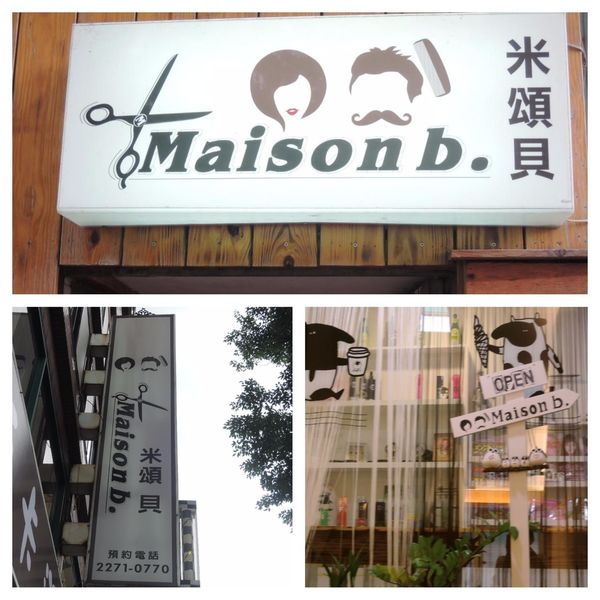 Maison b.
米頌貝
Maison b.
米頌貝
預約電話
2271-0770
OPEN
Maison b.